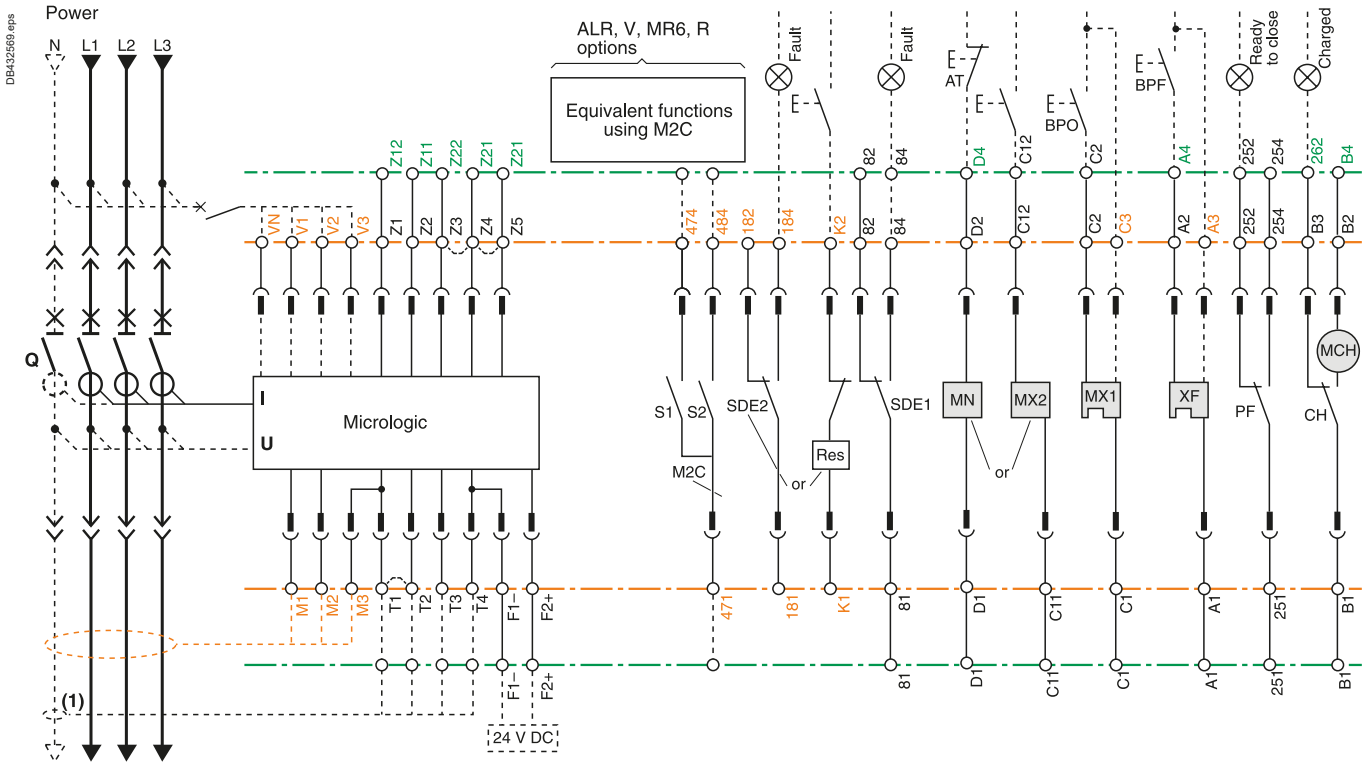 DB432569.eps
Power
N L1 L2 L3
ALR, V, MR6, R
options
Equivalent functions
using M2C
Fault
Fault
AT
BPO
BPF
Ready
to close
Charged
Z12 Z11 Z22 Z21 Z21
82 84 D4 C12 C2 A4 252 254 262 B4
VN V1 V2 V3 Z1 Z2 Z3 Z4 Z5
474 484 182 184 K2 82 84 D2 C12 C2 C3 A2 A3 252 254 B3 B2
Q
I
U
Micrologic
S1 S2 SDE2 SDE1
M2C
or
Res
MN MX2 MX1 XF
or
PF CH MCH
M1 M2 M3 T1 T2 T3 T4 F1– F2+
471 181 K1 81 D1 C11 C1 A1 251 B1
F1– F2+
81 D1 C11 C1 A1 251 B1
(1)
24 V DC